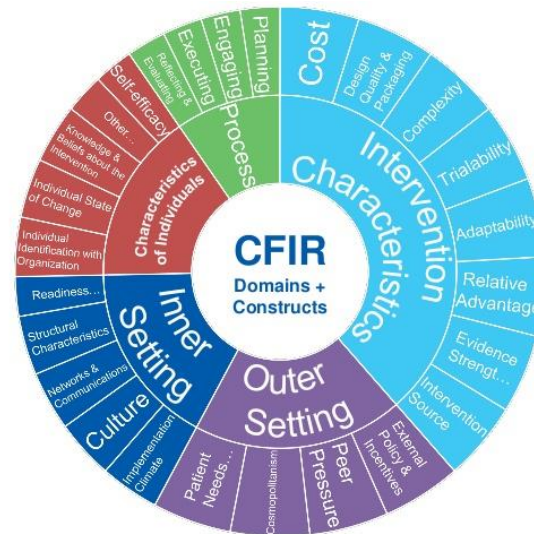 CFIR
Domains +
Constructs
Intervention
Characteristics
Cost
Design
Quality &
Packaging
Complexity
Trialability
Adaptability
Relative
Advantage
Evidence
Strengt...
Intervention
Source
Outer
Setting
External
Policy &
Incentives
Peer
Pressure
Cosmopolitanism
Patient
Needs...
Inner
Setting
Implementation
Climate
Culture
Networks &
Communications
Structural
Characteristics
Readiness...
Characteristics
of Individuals
Individual
Identification with
Organization
Individual State
of Change
Knowledge &
Beliefs about the
Intervention
Other...
Self-efficacy
Process
Reflecting &
Evaluating
Executing
Engaging
Planning